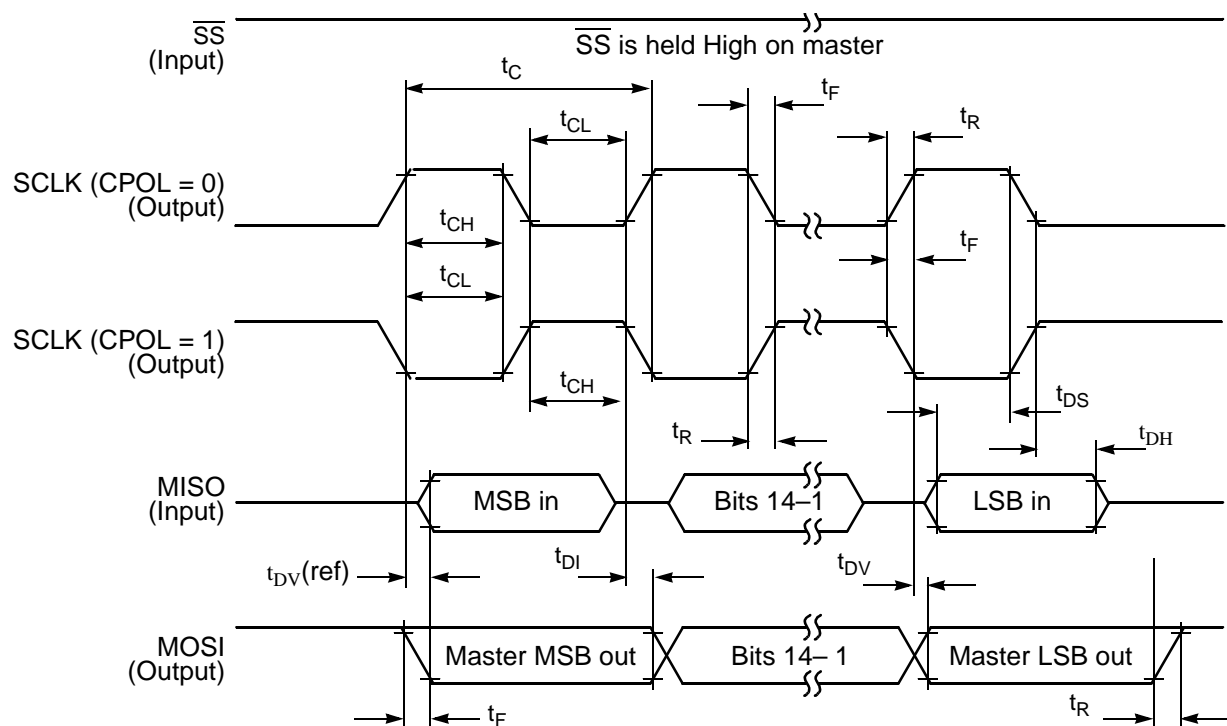 SS
(Input)
SS is held High on master
tC
tF
tCL
tR
SCLK (CPOL = 0)
(Output)
tCH
tF
tCL
SCLK (CPOL = 1)
(Output)
tCH
tDS
tR
tDH
MISO
(Input)
MSB in
Bits 14–1
LSB in
tDV(ref)
tDI
tDV
MOSI
(Output)
Master MSB out
Bits 14– 1
Master LSB out
tF
tR